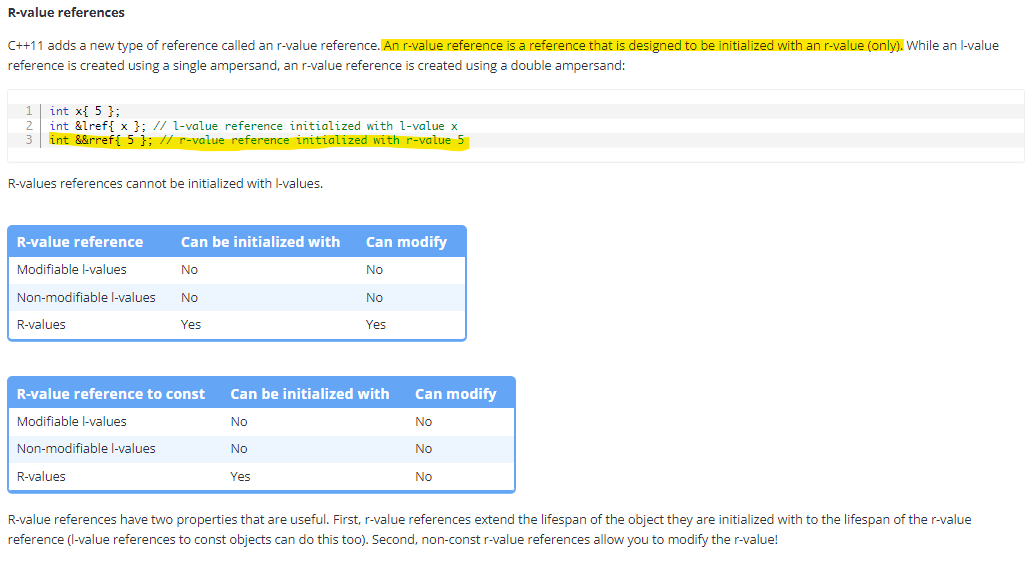 R-value references
C++11 adds a new type of reference called an r-value reference. An r-value reference is a reference that is designed to be initialized with an r-value (only). While an l-value
reference is created using a single ampersand, an r-value reference is created using a double ampersand:
1 int x{ 5 };
2 int &lref{ x }; // l-value reference initialized with l-value x
3 int &&rref{ 5 }; // r-value reference initialized with r-value 5
R-values references cannot be initialized with l-values.
R-value reference Can be initialized with Can modify
Modifiable l-values No No
Non-modifiable l-values No No
R-values Yes Yes
R-value reference to const Can be initialized with Can modify
Modifiable l-values No No
Non-modifiable l-values No No
R-values Yes No
R-value references have two properties that are useful. First, r-value references extend the lifespan of the object they are initialized with to the lifespan of the r-value
reference (l-value references to const objects can do this too). Second, non-const r-value references allow you to modify the r-value!